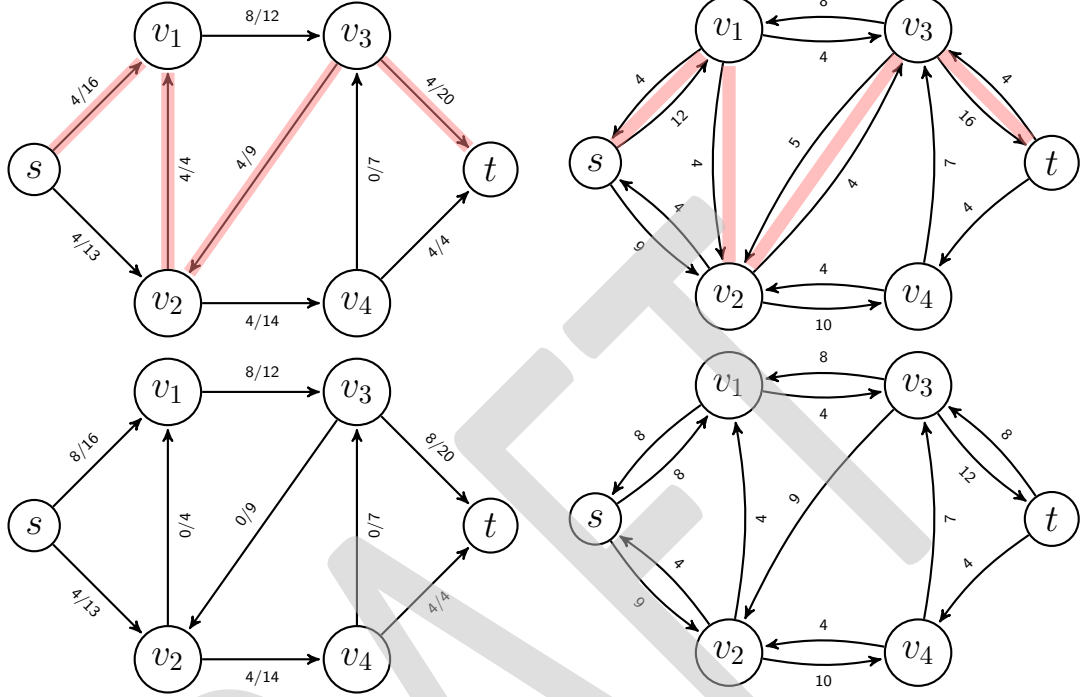 v1 8/12 v3
4/16 4/20
s 4/4 4/9 0/7 t
4/13 4/4
v2 4/14 v4
8
v1 4 v3
4 12 16 4
s 4 5 4 7 t
4 9 4
4
v2 10 v4
v1 8/12 v3
8/16 8/20
s 0/4 0/9 0/7 t
4/13 4/4
v2 4/14 v4
8
v1 4 v3
8 8 12 8
s 4 9 7 t
4 9 4
4
v2 10 v4